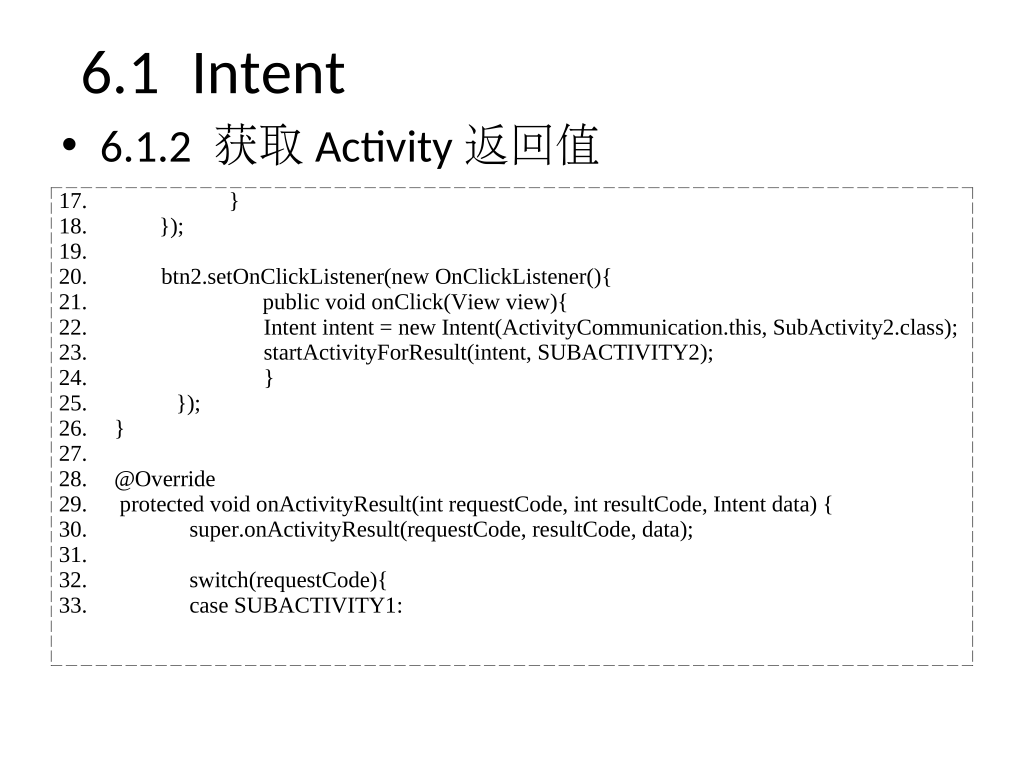 6.1  Intent
• 6.1.2  获取 Activity 返回值
17. }
18. });
19.
20. btn2.setOnClickListener(new OnClickListener(){
21. public void onClick(View view){
22. Intent intent = new Intent(ActivityCommunication.this, SubActivity2.class);
23. startActivityForResult(intent, SUBACTIVITY2);
24. }
25. });
26. }
27.
28. @Override
29. protected void onActivityResult(int requestCode, int resultCode, Intent data) {
30. super.onActivityResult(requestCode, resultCode, data);
31.
32. switch(requestCode){
33. case SUBACTIVITY1: